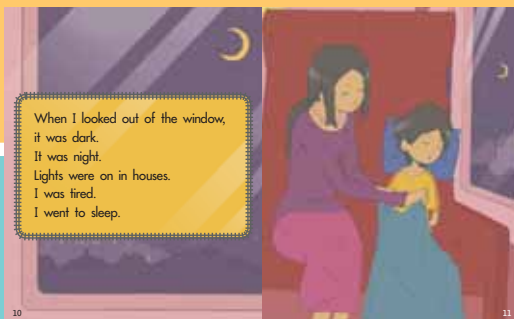 When I looked out of the window,
it was dark.
It was night.
Lights were on in houses.
I was tired.
I went to sleep.
10
11